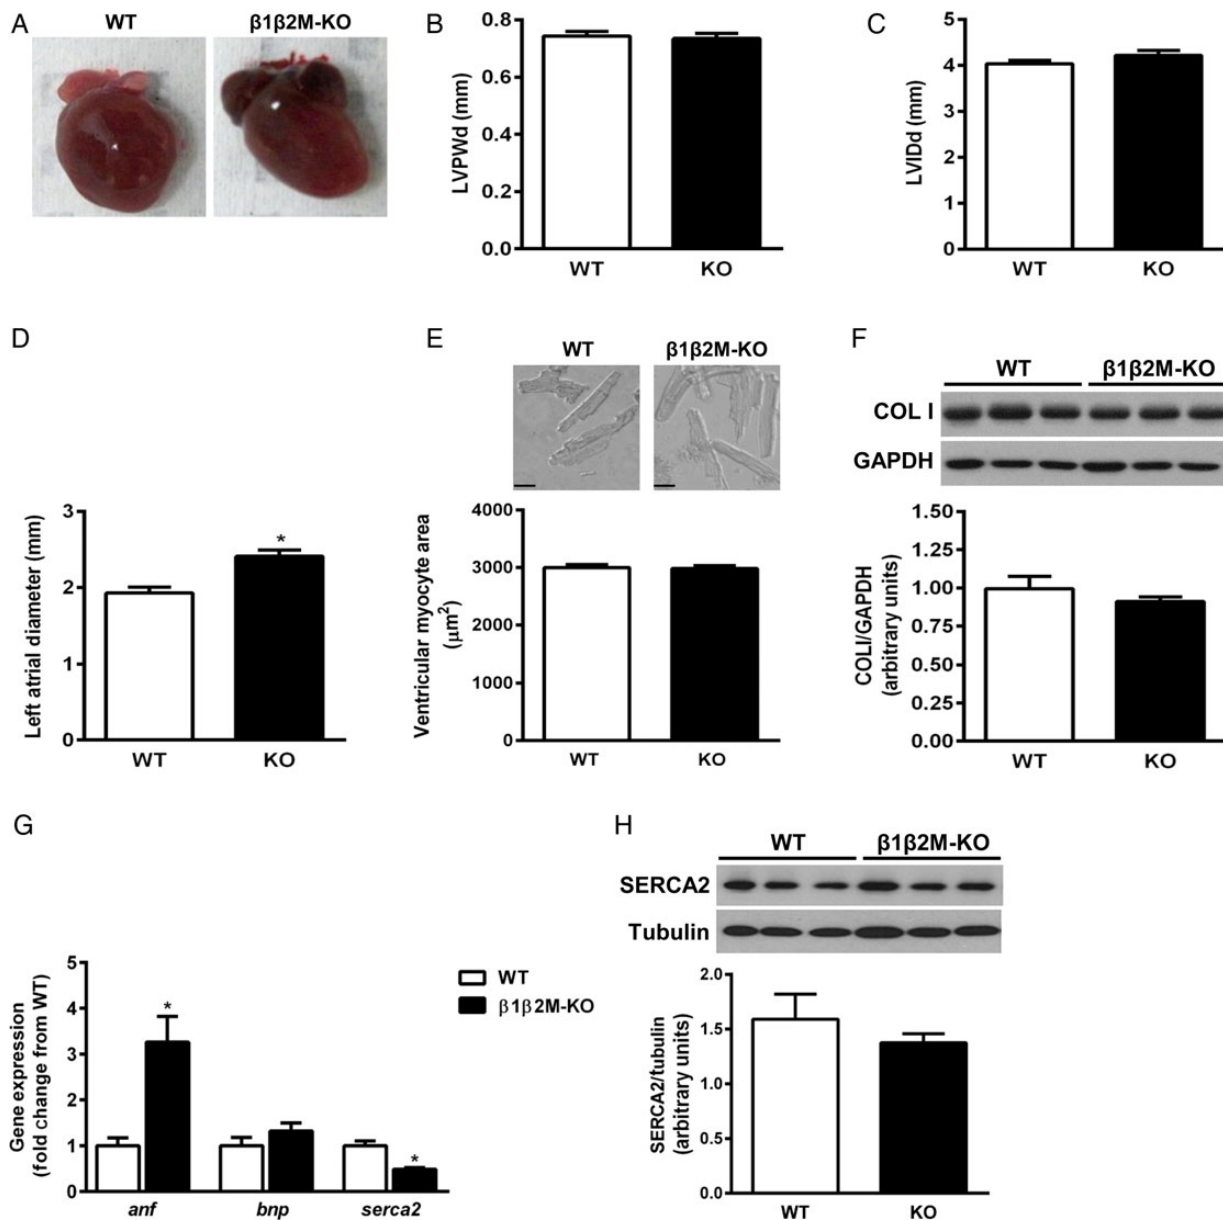 A
WT
β1β2M-KO
B
LVPWd (mm)
0.8
0.6
0.4
0.2
0.0
WT
KO
C
LVIDd (mm)
5
4
3
2
1
0
WT
KO
D
Left atrial diameter (mm)
3
2
1
0
*
WT
KO
E
WT
β1β2M-KO
Ventricular myocyte area
(μm²)
4000
3000
2000
1000
0
WT
KO
F
WT
β1β2M-KO
COL I
GAPDH
COLI/GAPDH
(arbitrary units)
1.50
1.25
1.00
0.75
0.50
0.25
0.00
WT
KO
G
Gene expression
(fold change from WT)
5
4
3
2
1
0
*
*
anf
bnp
serca2
WT
β1β2M-KO
H
WT
β1β2M-KO
SERCA2
Tubulin
SERCA2/tubulin
(arbitrary units)
2.0
1.5
1.0
0.5
0.0
WT
KO